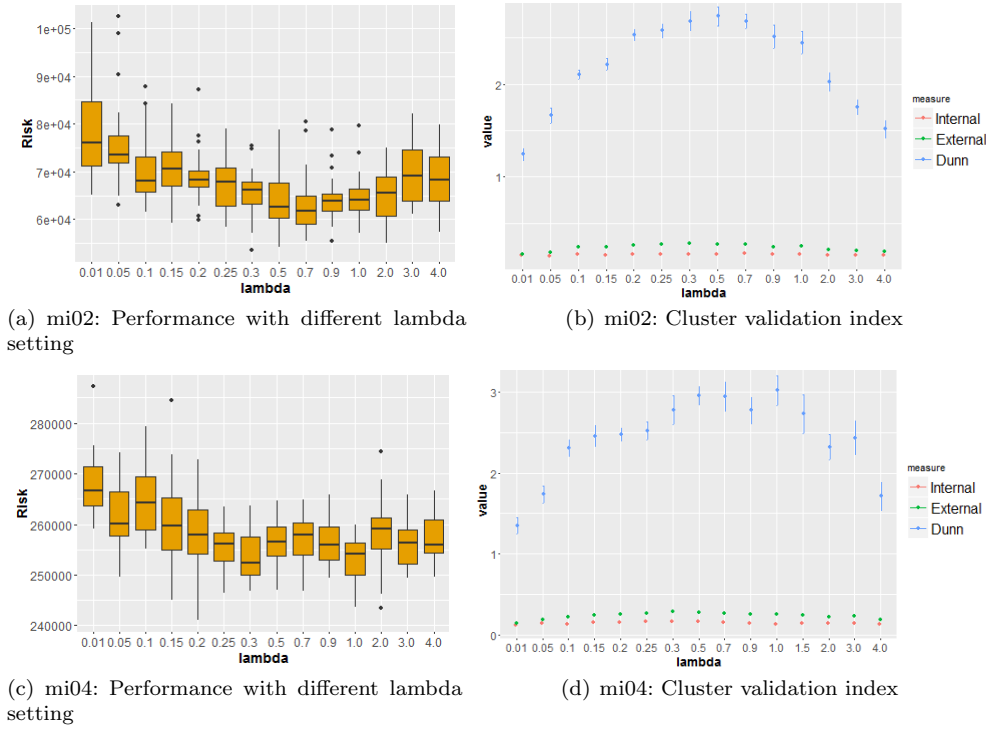 1e+05
9e+04
8e+04
7e+04
6e+04
Risk
0.01 0.05 0.1 0.15 0.2 0.25 0.3 0.5 0.7 0.9 1.0 2.0 3.0 4.0
lambda
(a) mi02: Performance with different lambda
setting
2
1
value
0.01 0.05 0.1 0.15 0.2 0.25 0.3 0.5 0.7 0.9 1.0 2.0 3.0 4.0
lambda
measure
Internal
External
Dunn
(b) mi02: Cluster validation index
280000
270000
260000
250000
240000
Risk
0.01 0.05 0.1 0.15 0.2 0.25 0.3 0.5 0.7 0.9 1.0 2.0 3.0 4.0
lambda
(c) mi04: Performance with different lambda
setting
3
2
1
0
value
0.01 0.05 0.1 0.15 0.2 0.25 0.3 0.5 0.7 0.9 1.0 1.5 2.0 3.0 4.0
lambda
measure
Internal
External
Dunn
(d) mi04: Cluster validation index